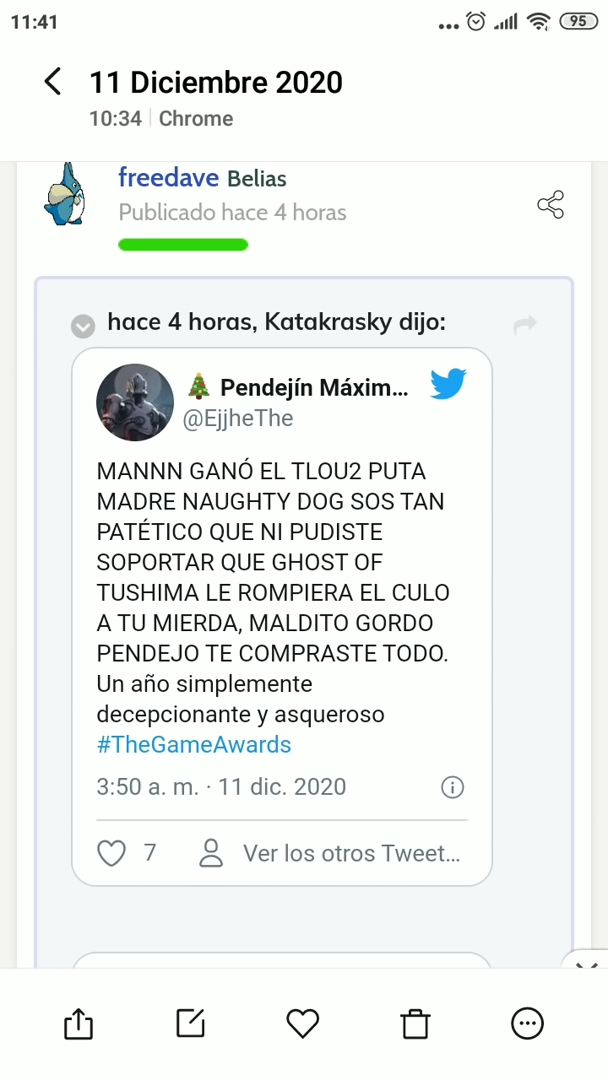 11:41
95
11 Diciembre 2020
10:34 Chrome
freedave Belias
Publicado hace 4 horas
hace 4 horas, Katakrasky dijo:
🎄 Pendejín Máxim...
@EjjheThe
MANNN GANÓ EL TLOU2 PUTA
MADRE NAUGHTY DOG SOS TAN
PATÉTICO QUE NI PUDISTE
SOPORTAR QUE GHOST OF
TUSHIMA LE ROMPIERA EL CULO
A TU MIERDA, MALDITO GORDO
PENDEJO TE COMPRASTE TODO.
Un año simplemente
decepcionante y asqueroso
#TheGameAwards
3:50 a. m. · 11 dic. 2020
7 Ver los otros Tweet...